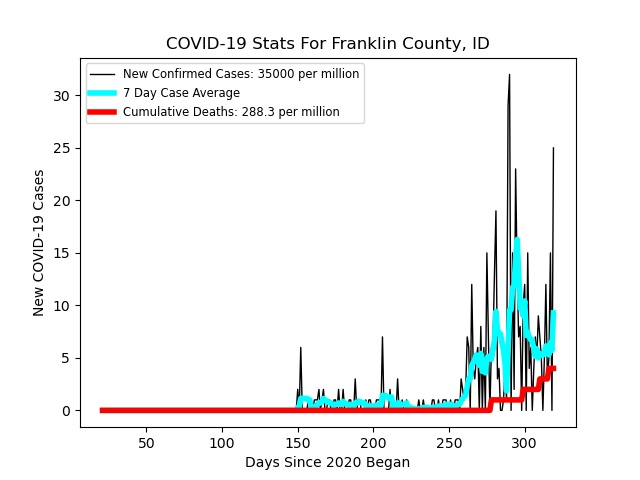 COVID-19 Stats For Franklin County, ID
New Confirmed Cases: 35000 per million
7 Day Case Average
Cumulative Deaths: 288.3 per million
New COVID-19 Cases
30
25
20
15
10
5
0
50 100 150 200 250 300
Days Since 2020 Began